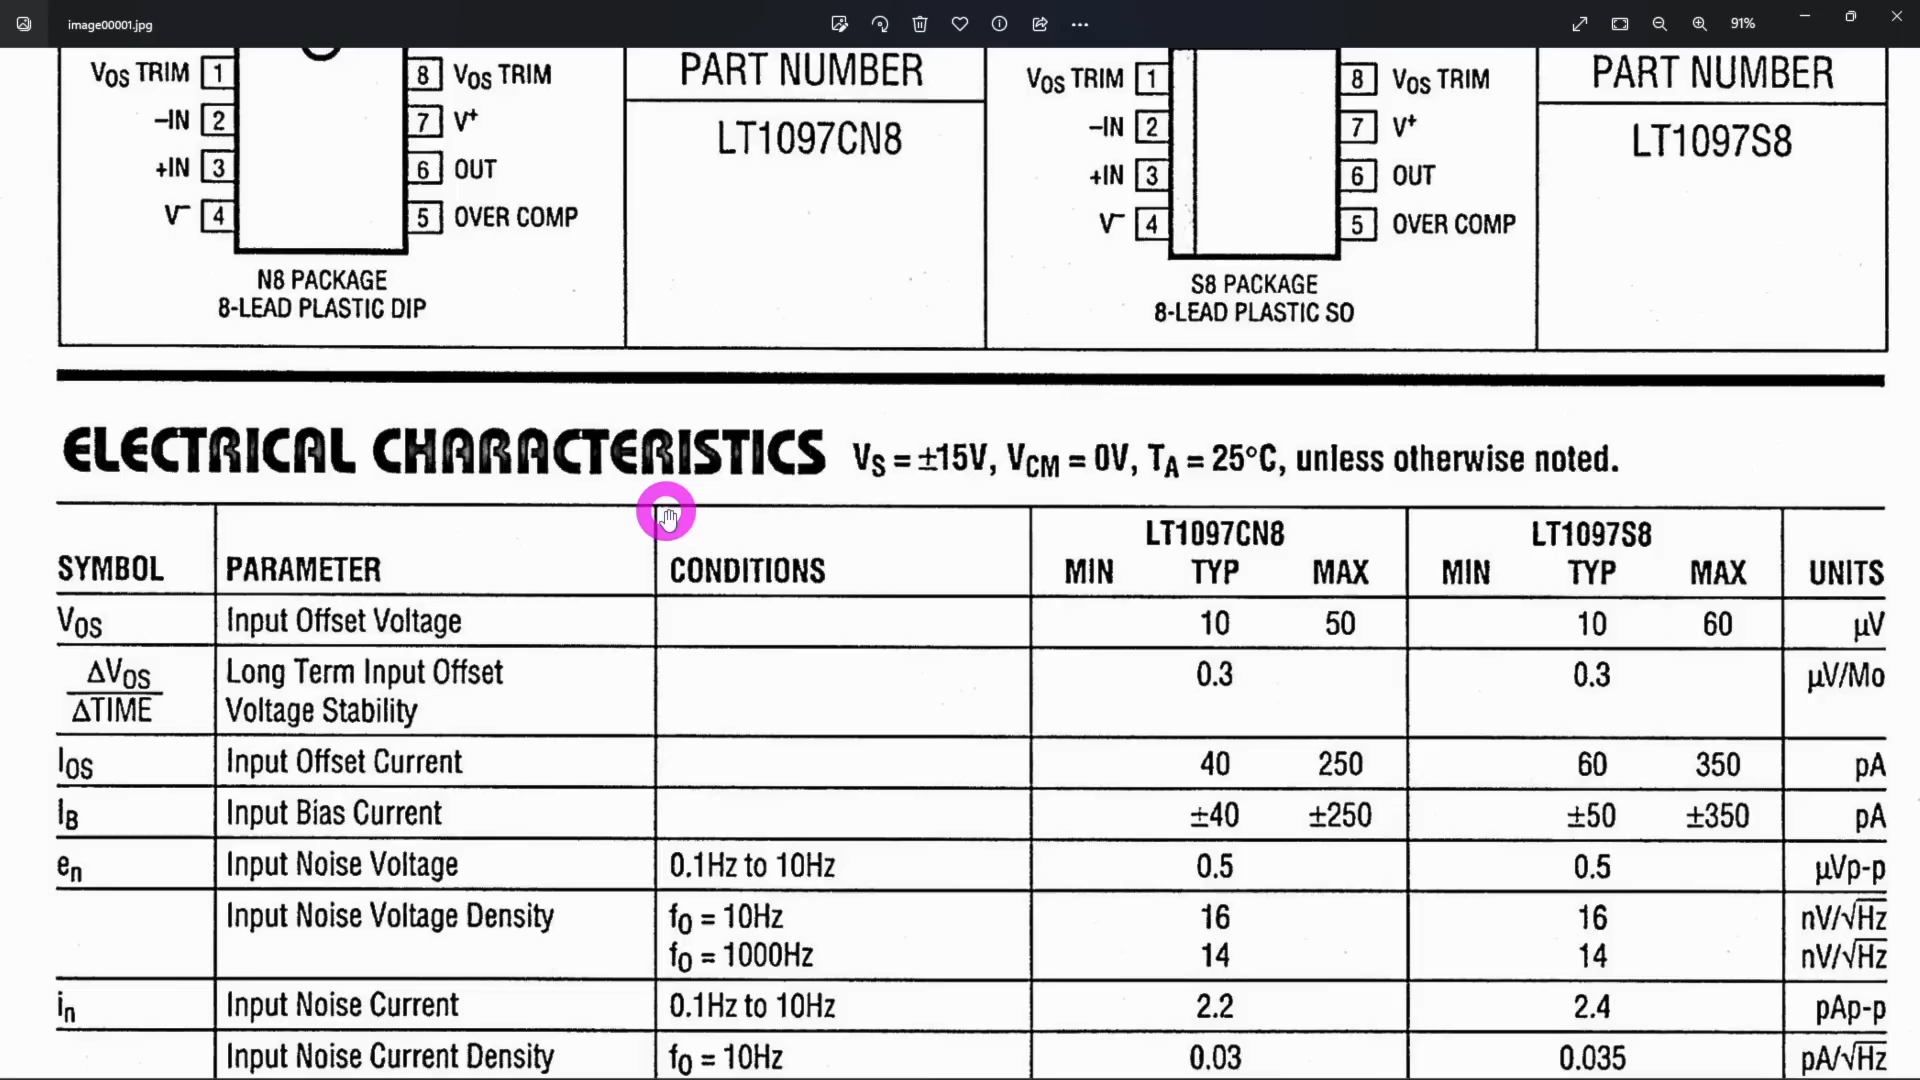 image00001.jpg
91%
VOS TRIM 1
8 VOS TRIM
PART NUMBER
VOS TRIM 1
8 VOS TRIM
PART NUMBER
–IN 2
7 V+
LT1097CN8
–IN 2
7 V+
LT1097S8
+IN 3
6 OUT
+IN 3
6 OUT
V– 4
5 OVER COMP
V– 4
5 OVER COMP
N8 PACKAGE
8-LEAD PLASTIC DIP
S8 PACKAGE
8-LEAD PLASTIC SO
ELECTRICAL CHARACTERISTICS VS = ±15V, VCM = 0V, TA = 25°C, unless otherwise noted.
LT1097CN8 LT1097S8
SYMBOL PARAMETER CONDITIONS MIN TYP MAX MIN TYP MAX UNITS
VOS Input Offset Voltage 10 50 10 60 µV
ΔVOS Long Term Input Offset 0.3 0.3 µV/Mo
ΔTIME Voltage Stability
IOS Input Offset Current 40 250 60 350 pA
IB Input Bias Current ±40 ±250 ±50 ±350 pA
en Input Noise Voltage 0.1Hz to 10Hz 0.5 0.5 µVp-p
Input Noise Voltage Density fO = 10Hz 16 16 nV/√Hz
fO = 1000Hz 14 14 nV/√Hz
in Input Noise Current 0.1Hz to 10Hz 2.2 2.4 pAp-p
Input Noise Current Density fO = 10Hz 0.03 0.035 pA/√Hz